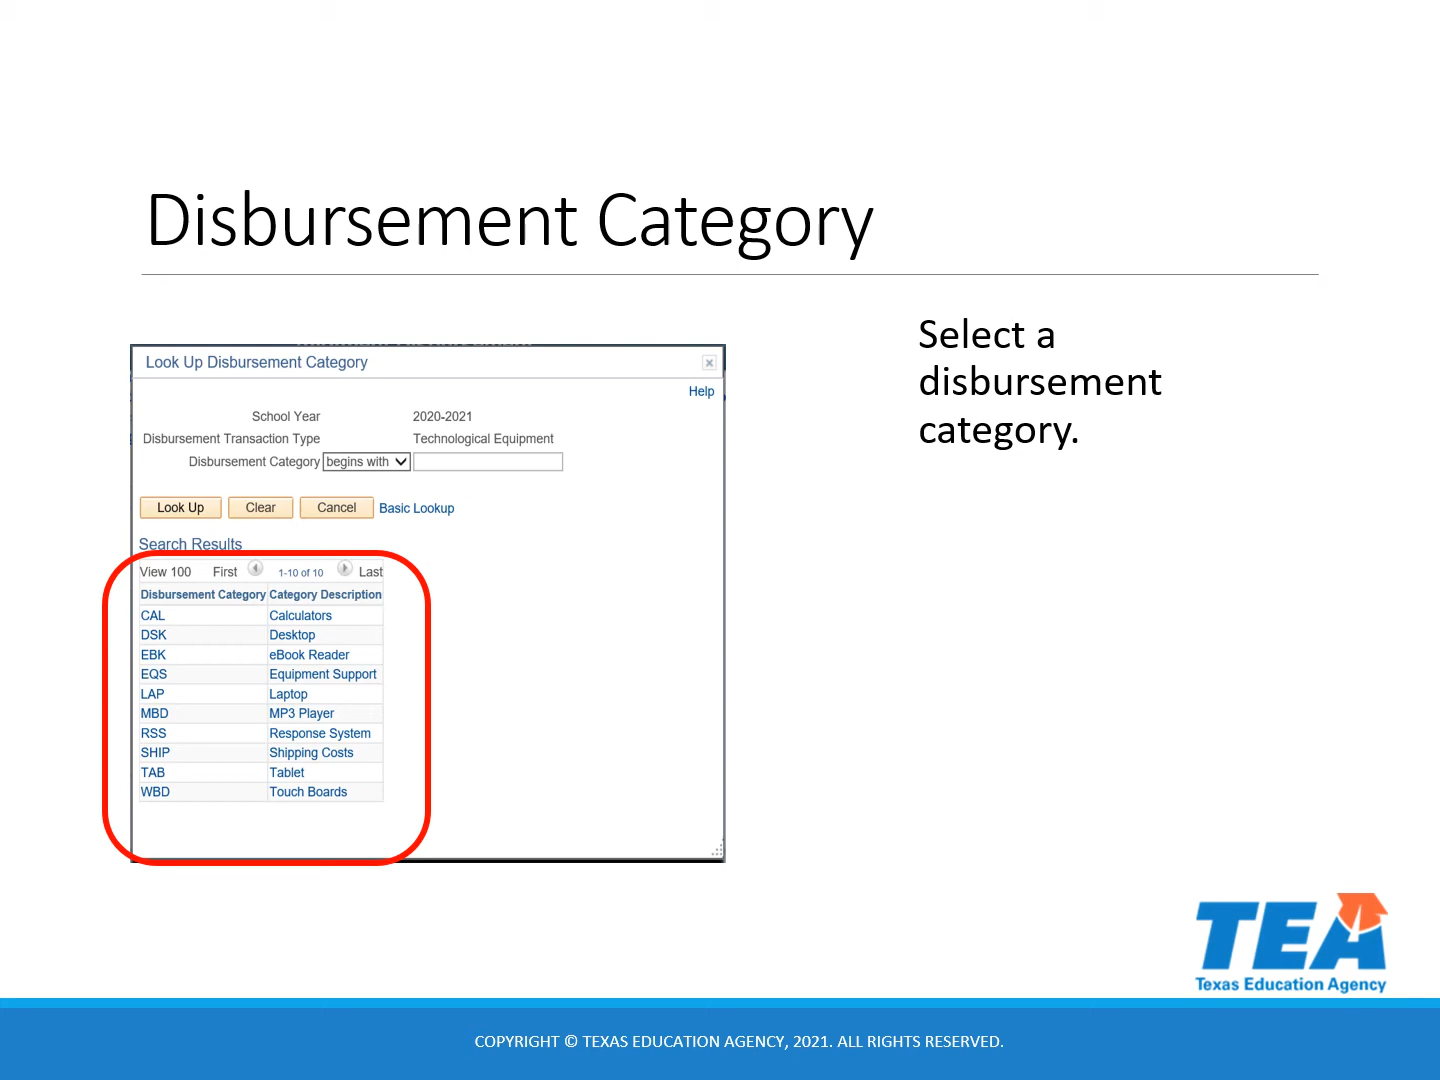 Disbursement Category
Select a
disbursement
category.
Look Up Disbursement Category
Help
School Year 2020-2021
Disbursement Transaction Type Technological Equipment
Disbursement Category begins with
Look Up Clear Cancel Basic Lookup
Search Results
View 100 First 1-10 of 10 Last
Disbursement Category Category Description
CAL Calculators
DSK Desktop
EBK eBook Reader
EQS Equipment Support
LAP Laptop
MBD MP3 Player
RSS Response System
SHIP Shipping Costs
TAB Tablet
WBD Touch Boards
TEA
Texas Education Agency
COPYRIGHT © TEXAS EDUCATION AGENCY, 2021. ALL RIGHTS RESERVED.